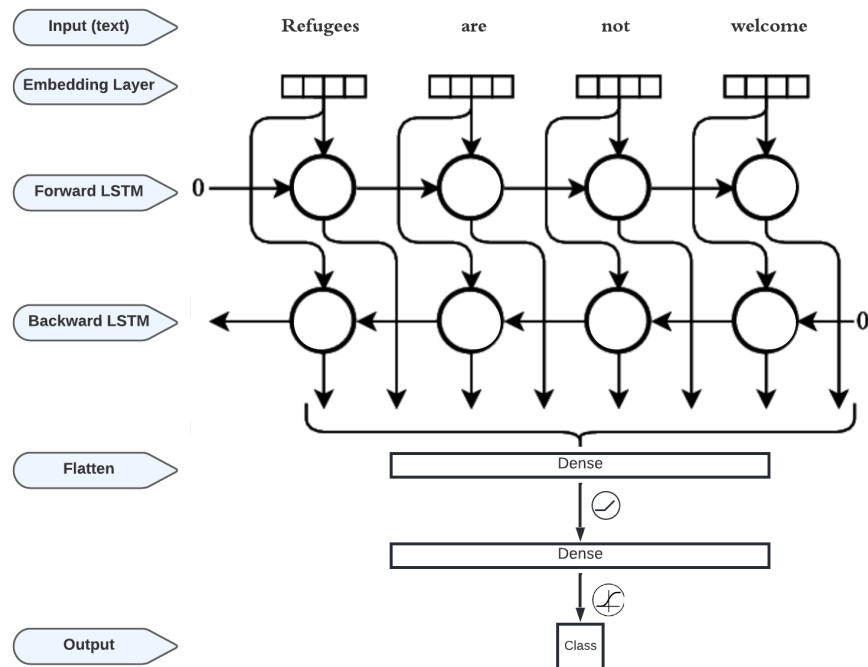 Input (text) Refugees are not welcome
Embedding Layer
Forward LSTM 0
Backward LSTM 0
Flatten Dense
Dense
Output Class